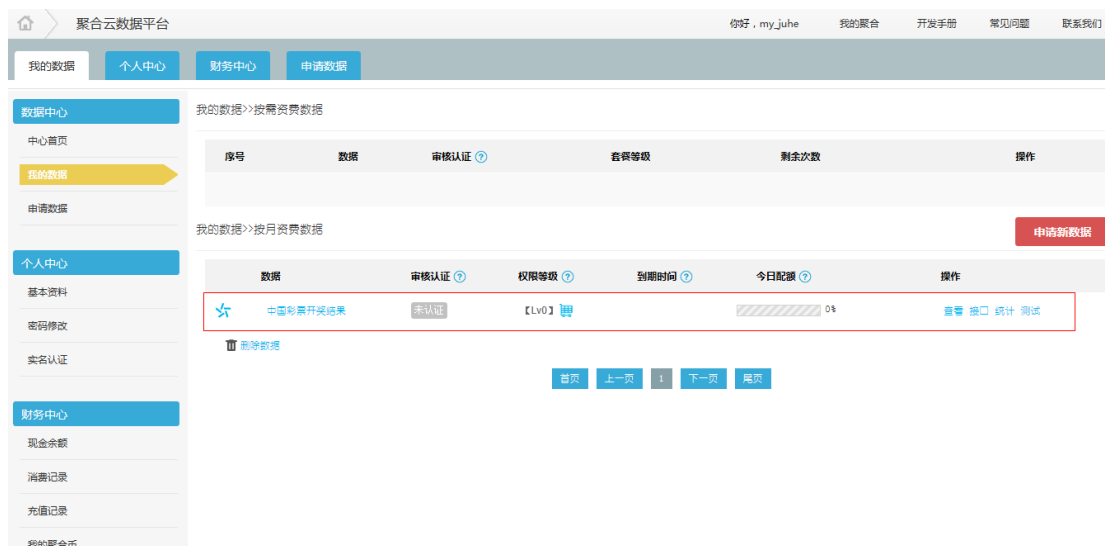 聚合云数据平台 你好，my_juhe 我的聚合 开发手册 常见问题 联系我们
我的数据 个人中心 财务中心 申请数据
数据中心
中心首页
我的数据
申请数据
个人中心
基本资料
密码修改
实名认证
财务中心
现金余额
消费记录
充值记录
我的聚合币
我的数据>>按需资费数据
序号 数据 审核认证 ? 套餐等级 剩余次数 操作
我的数据>>按月资费数据 申请新数据
数据 审核认证 ? 权限等级 ? 到期时间 ? 今日配额 ? 操作
中国彩票开奖结果 未认证 【Lv0】 0% 查看 接口 统计 测试
删除数据
首页 上一页 1 下一页 尾页